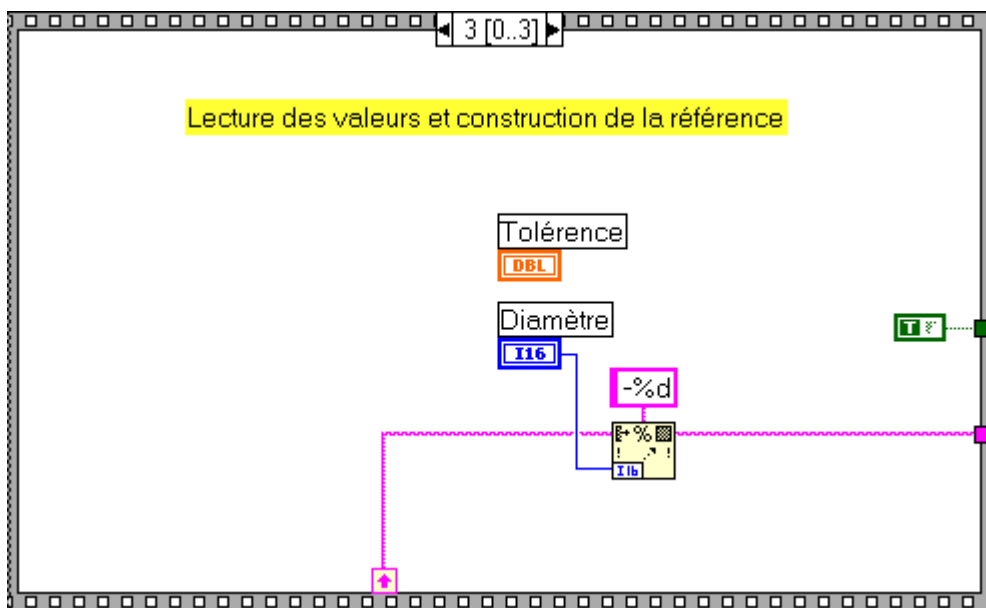 3 [0..3]
Lecture des valeurs et construction de la référence
Tolérence
DBL
Diamètre
I16
T
-%d
%
! !
I16